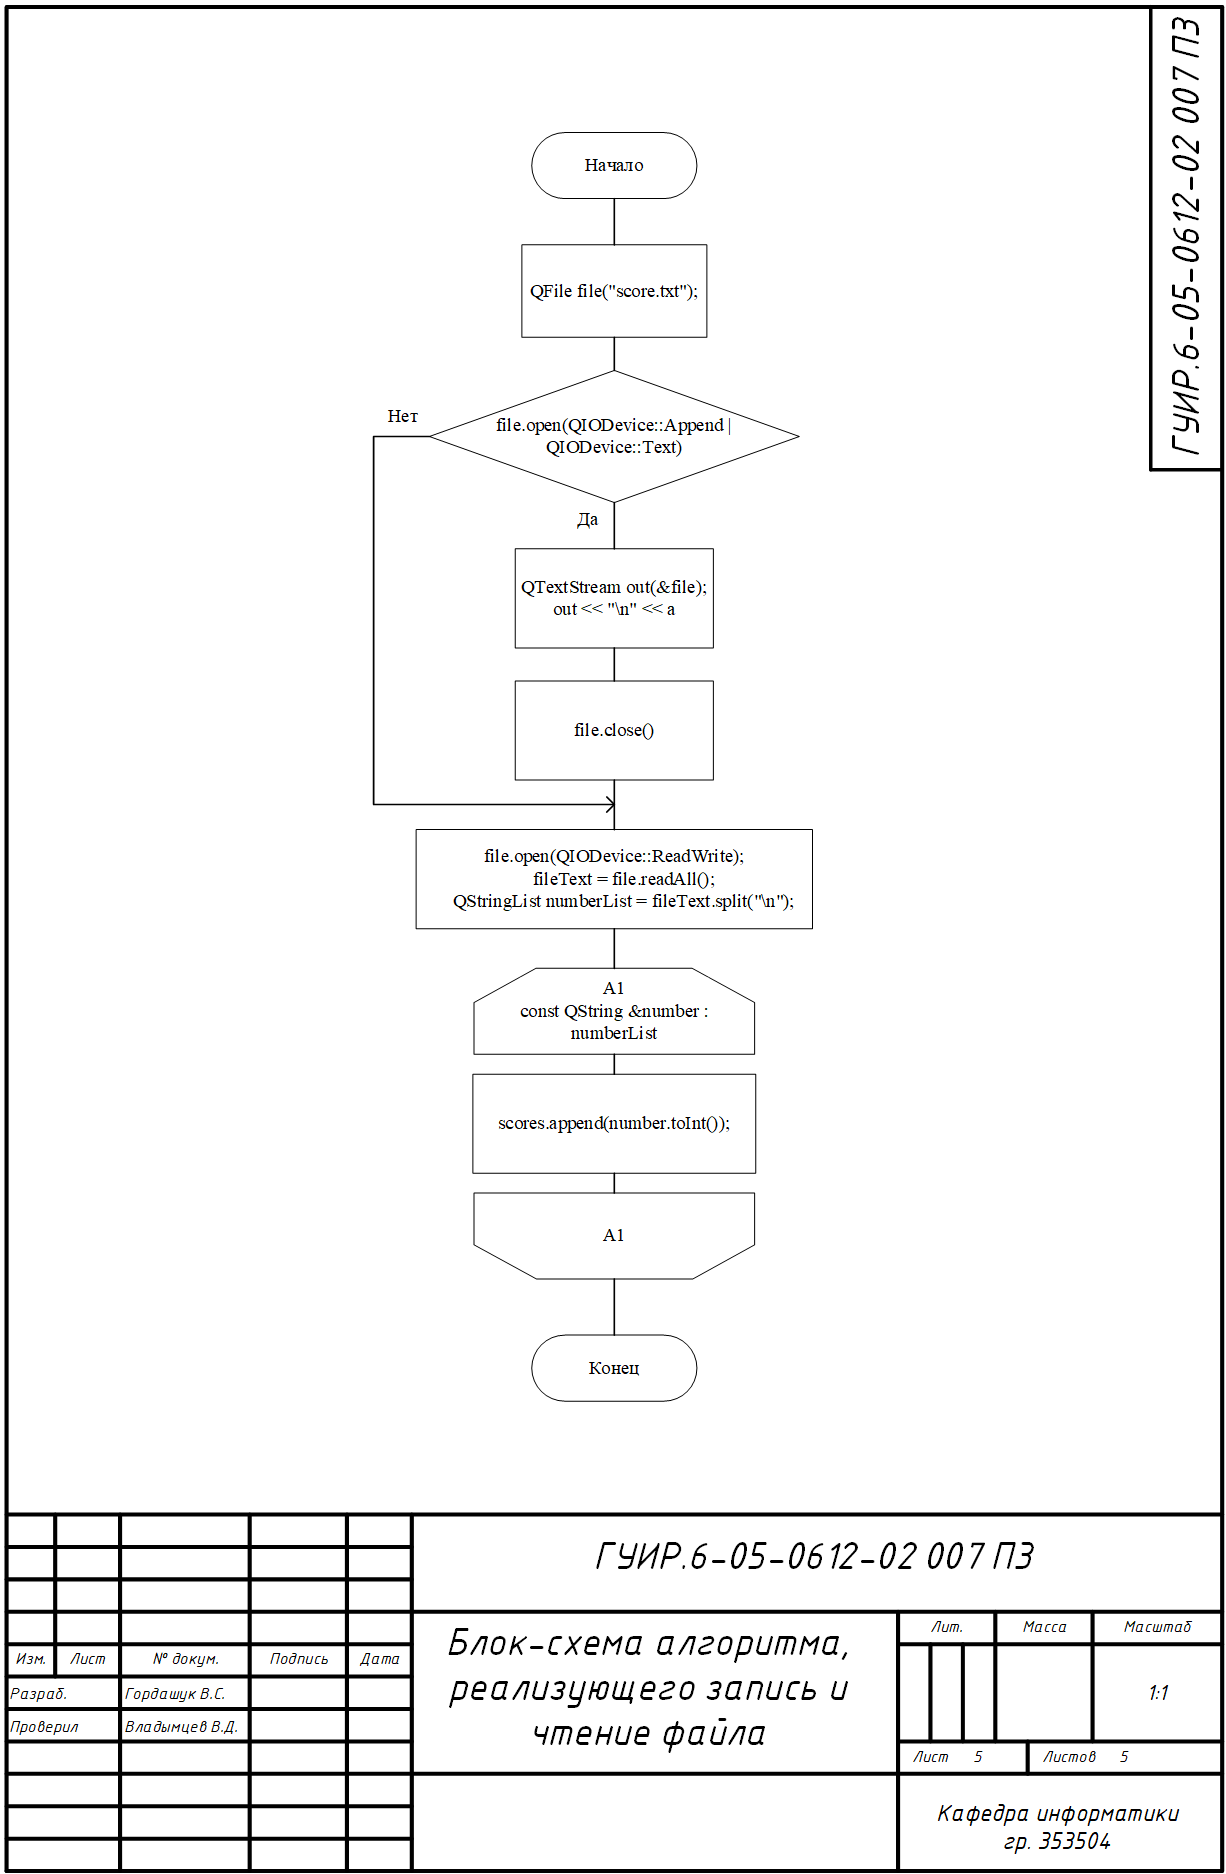 ГУИР.6-05-0612-02 007 ПЗ
Начало
QFile file("score.txt");
Нет
file.open(QIODevice::Append |
QIODevice::Text)
Да
QTextStream out(&file);
out << "\n" << a
file.close()
file.open(QIODevice::ReadWrite);
fileText = file.readAll();
QStringList numberList = fileText.split("\n");
A1
const QString &number :
numberList
scores.append(number.toInt());
A1
Конец
ГУИР.6-05-0612-02 007 ПЗ
Блок-схема алгоритма,
реализующего запись и
чтение файла
Лит. Масса Масштаб
1:1
Лист 5 Листов 5
Изм. Лист № докум. Подпись Дата
Разраб. Гордашук В.С.
Проверил Владымцев В.Д.
Кафедра информатики
гр. 353504